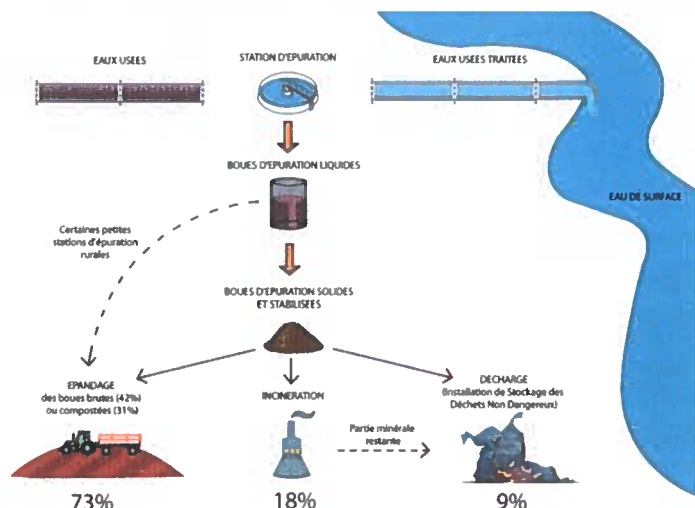 EAUX USEES
STATION D'EPURATION
EAUX USEES TRAITEES
BOUES D'EPURATION LIQUIDES
EAU DE SURFACE
Certaines petites
stations d'épuration
rurales
BOUES D'EPURATION SOLIDES
ET STABILISEES
EPANDAGE
des boues brutes (42%)
ou compostées (31%)
INCINERATION
DECHARGE
(Installation de Stockage des
Déchets Non Dangereux)
Partie minérale
restante
73%
18%
9%